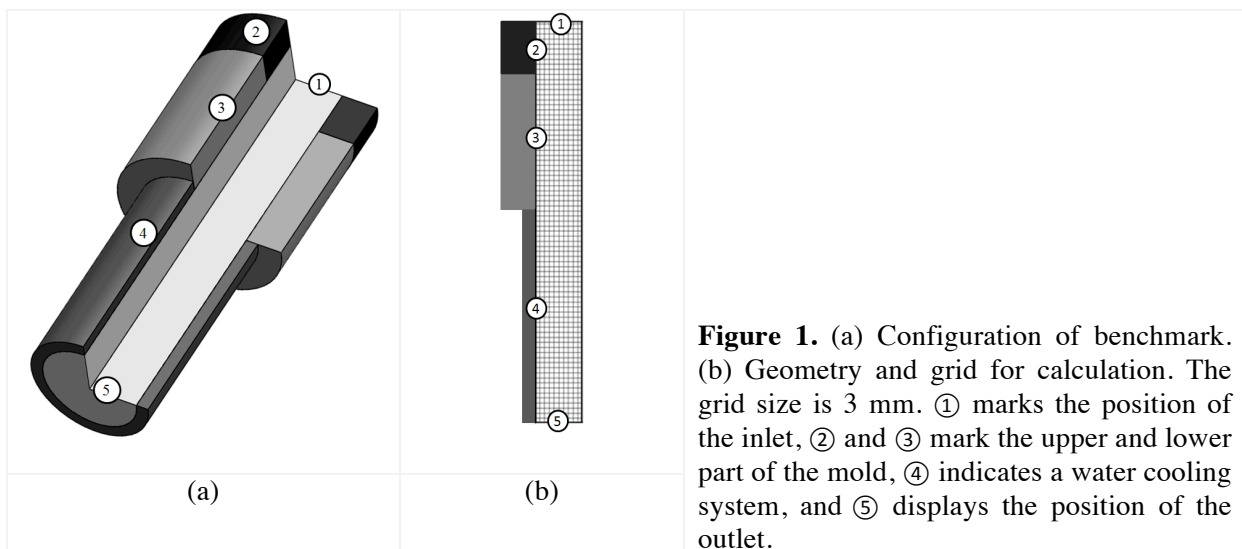 2
1
3
4
5
(a)
1
2
3
4
5
(b)
Figure 1. (a) Configuration of benchmark.
(b) Geometry and grid for calculation. The
grid size is 3 mm. ① marks the position of
the inlet, ② and ③ mark the upper and lower
part of the mold, ④ indicates a water cooling
system, and ⑤ displays the position of the
outlet.